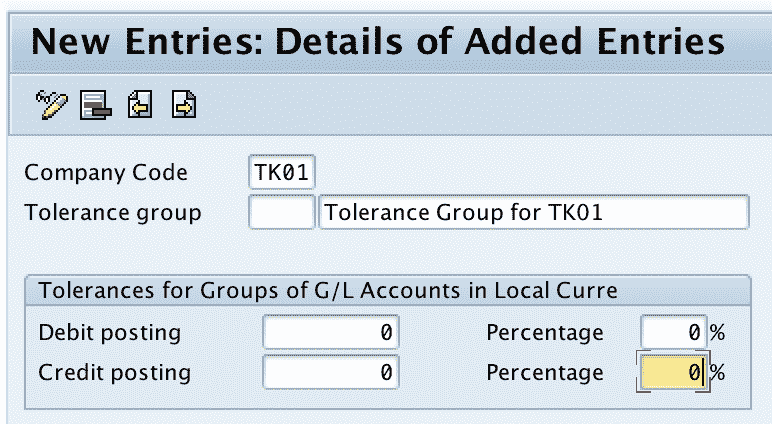 New Entries: Details of Added Entries
Company Code TK01
Tolerance group Tolerance Group for TK01
Tolerances for Groups of G/L Accounts in Local Curre
Debit posting 0 Percentage 0 %
Credit posting 0 Percentage 0 %